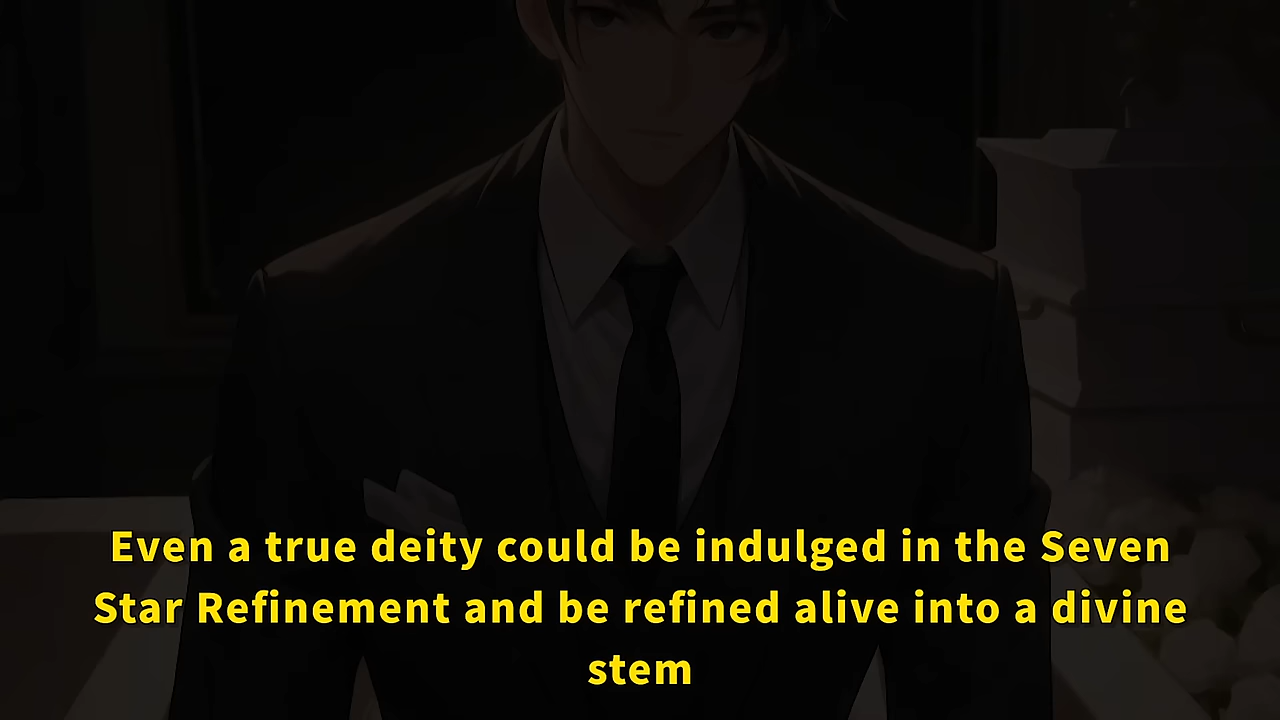 Even a true deity could be indulged in the Seven
Star Refinement and be refined alive into a divine
stem